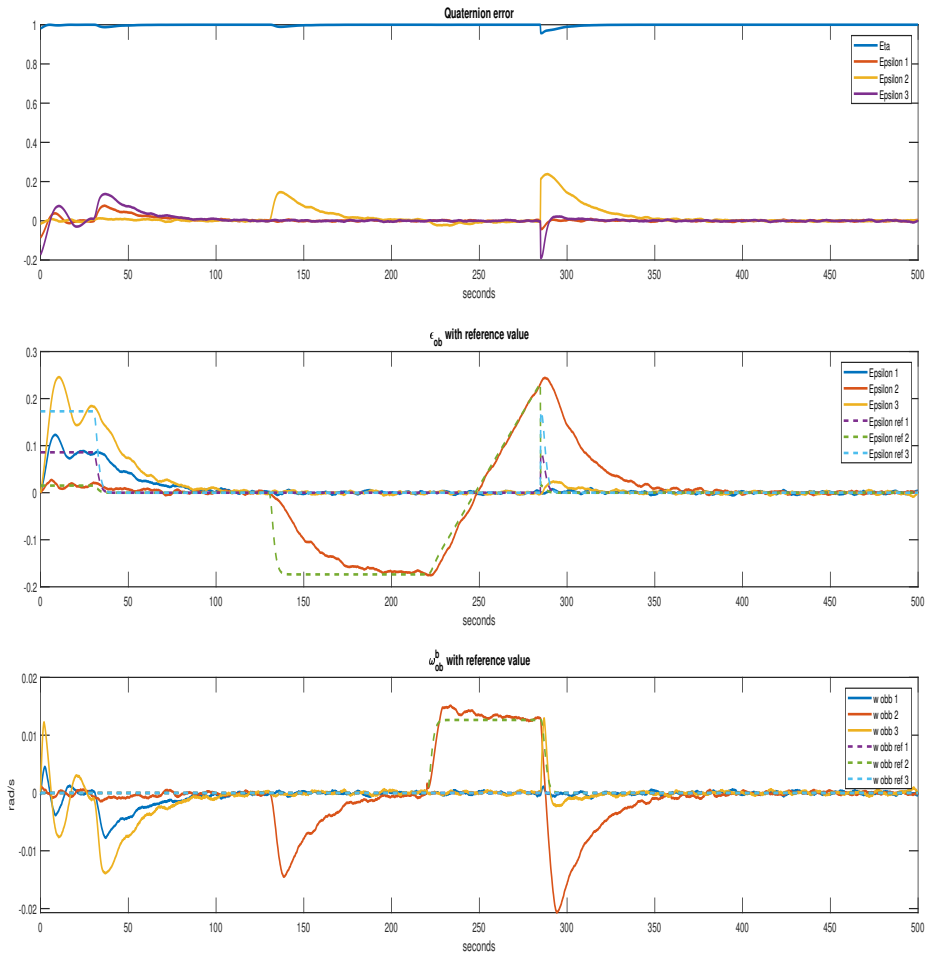 Quaternion error
1
0.8
0.6
0.4
0.2
0
-0.2
Eta
Epsilon 1
Epsilon 2
Epsilon 3
0 50 100 150 200 250 300 350 400 450 500
seconds
ϵob with reference value
0.3
0.2
0.1
0
-0.1
-0.2
Epsilon 1
Epsilon 2
Epsilon 3
Epsilon ref 1
Epsilon ref 2
Epsilon ref 3
0 50 100 150 200 250 300 350 400 450 500
seconds
ω^b_ob with reference value
rad/s
0.02
0.01
0
-0.01
-0.02
w obb 1
w obb 2
w obb 3
w obb ref 1
w obb ref 2
w obb ref 3
0 50 100 150 200 250 300 350 400 450 500
seconds